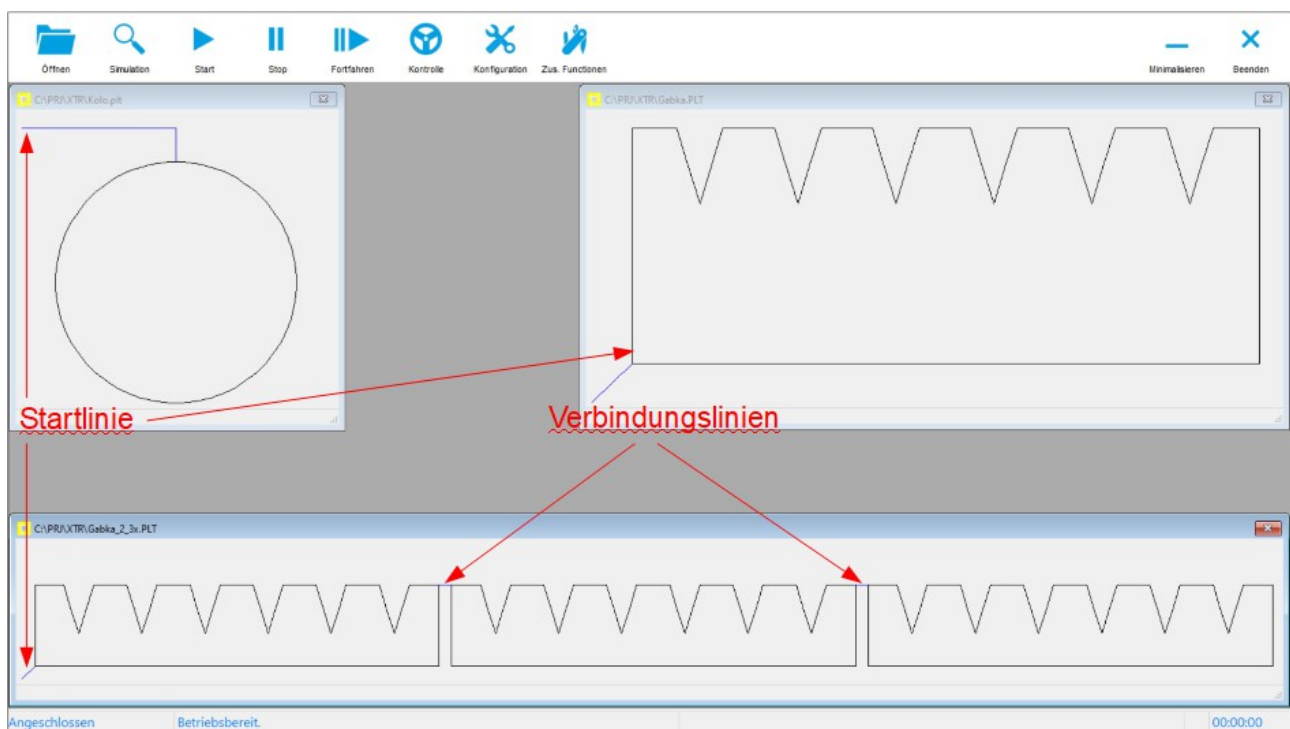 Öffnen Simulation Start Stop Fortfahren Kontrolle Konfiguration Zus. Functionen Minimalisieren Beenden
C:\PRJ\XTR\Kolo.plt
C:\PRJ\XTR\Gabka.PLT
Startlinie
Verbindungslinien
C:\PRJ\XTR\Gabka_2_3x.PLT
Angeschlossen Betriebsbereit. 00:00:00